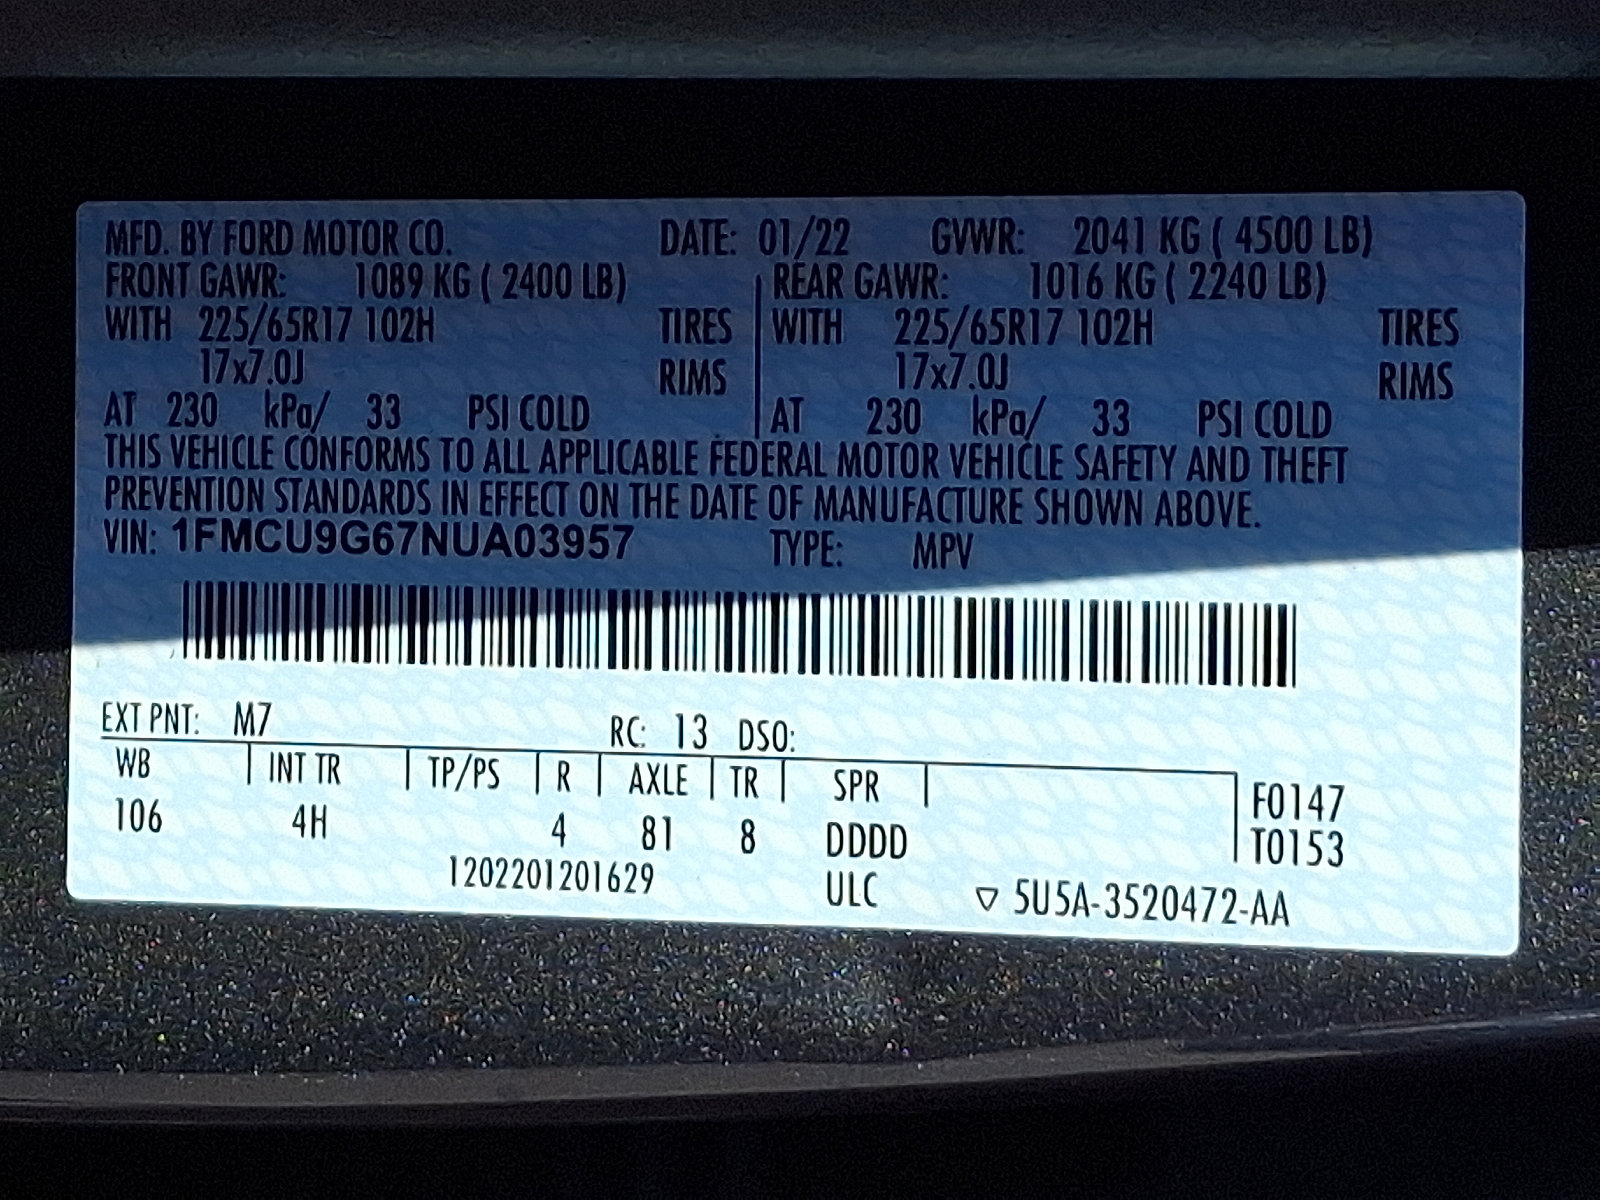 MFD. BY FORD MOTOR CO. DATE: 01/22 GVWR: 2041 KG ( 4500 LB)
FRONT GAWR: 1089 KG ( 2400 LB) REAR GAWR: 1016 KG ( 2240 LB)
WITH 225/65R17 102H TIRES WITH 225/65R17 102H TIRES
17x7.0J RIMS 17x7.0J RIMS
AT 230 kPa/ 33 PSI COLD AT 230 kPa/ 33 PSI COLD
THIS VEHICLE CONFORMS TO ALL APPLICABLE FEDERAL MOTOR VEHICLE SAFETY AND THEFT
PREVENTION STANDARDS IN EFFECT ON THE DATE OF MANUFACTURE SHOWN ABOVE.
VIN: 1FMCU9G67NUA03957 TYPE: MPV
EXT PNT: M7 RC: 13 DSO:
WB INT TR TP/PS R AXLE TR SPR F0147
106 4H 4 81 8 DDDD T0153
1202201201629 ULC ▽ 5U5A-3520472-AA